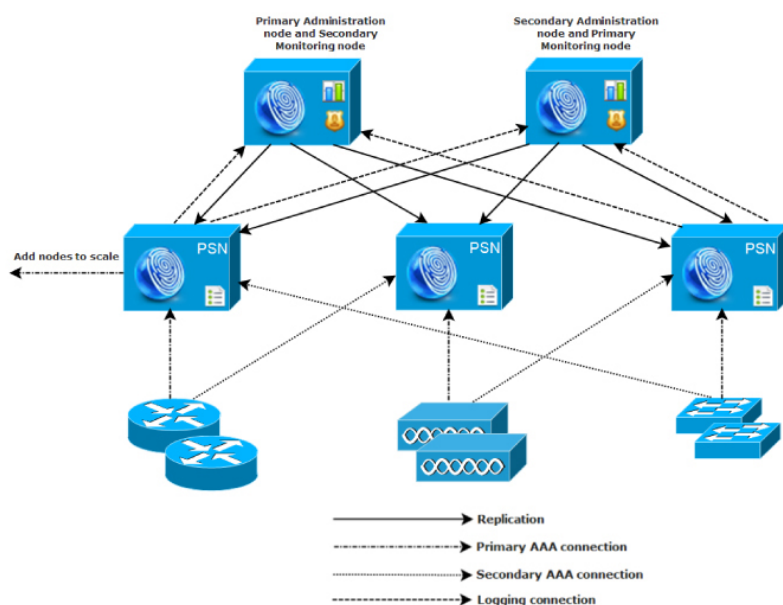 Primary Administration
node and Secondary
Monitoring node
Secondary Administration
node and Primary
Monitoring node
PSN
PSN
PSN
Add nodes to scale
Replication
Primary AAA connection
Secondary AAA connection
Logging connection